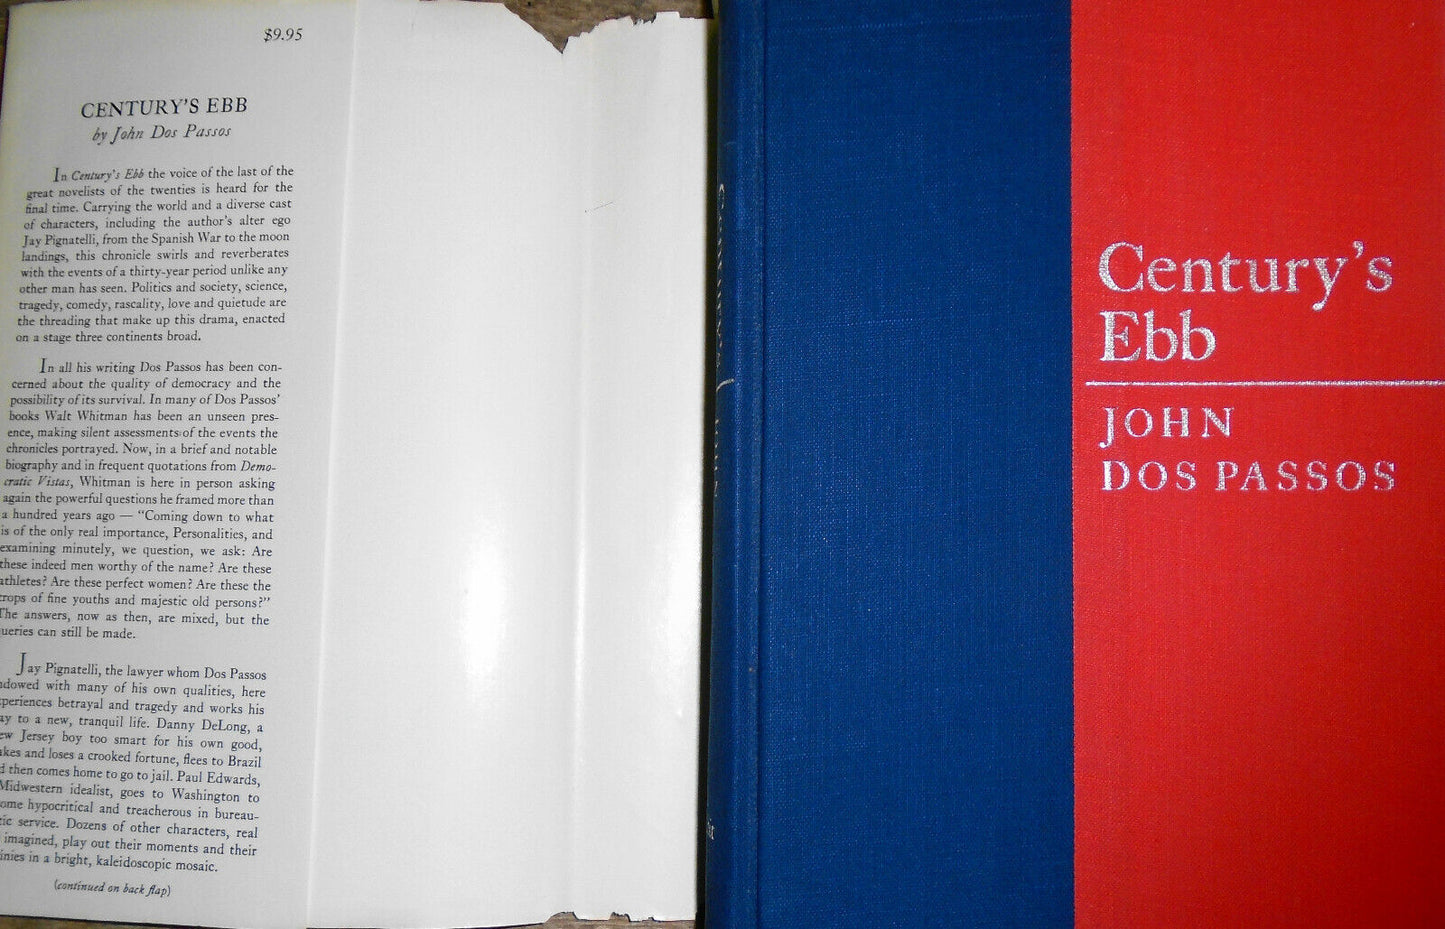 $9.95
CENTURY'S EBB
by John Dos Passos
In Century's Ebb the voice of the last of the
great novelists of the twenties is heard for the
final time. Carrying the world and a diverse cast
of characters, including the author's alter ego
Jay Pignatelli, from the Spanish War to the moon
landings, this chronicle swirls and reverberates
with the events of a thirty-year period unlike any
other man has seen. Politics and society, science,
tragedy, comedy, rascality, love and quietude are
the threading that make up this drama, enacted
on a stage three continents broad.
In all his writing Dos Passos has been con-
cerned about the quality of democracy and the
possibility of its survival. In many of Dos Passos'
books Walt Whitman has been an unseen pres-
ence, making silent assessments of the events the
chronicles portrayed. Now, in a brief and notable
biography and in frequent quotations from Demo-
cratic Vistas, Whitman is here in person asking
again the powerful questions he framed more than
a hundred years ago — "Coming down to what
is of the only real importance, Personalities, and
examining minutely, we question, we ask: Are
these indeed men worthy of the name? Are these
athletes? Are these perfect women? Are these the
crops of fine youths and majestic old persons?"
The answers, now as then, are mixed, but the
ueries can still be made.
Jay Pignatelli, the lawyer whom Dos Passos
ndowed with many of his own qualities, here
xperiences betrayal and tragedy and works his
ay to a new, tranquil life. Danny DeLong, a
ew Jersey boy too smart for his own good,
akes and loses a crooked fortune, flees to Brazil
d then comes home to go to jail. Paul Edwards,
Midwestern idealist, goes to Washington to
ome hypocritical and treacherous in bureau-
tic service. Dozens of other characters, real
imagined, play out their moments and their
inies in a bright, kaleidoscopic mosaic.
(continued on back flap)
Century's
Ebb
JOHN
DOS PASSOS